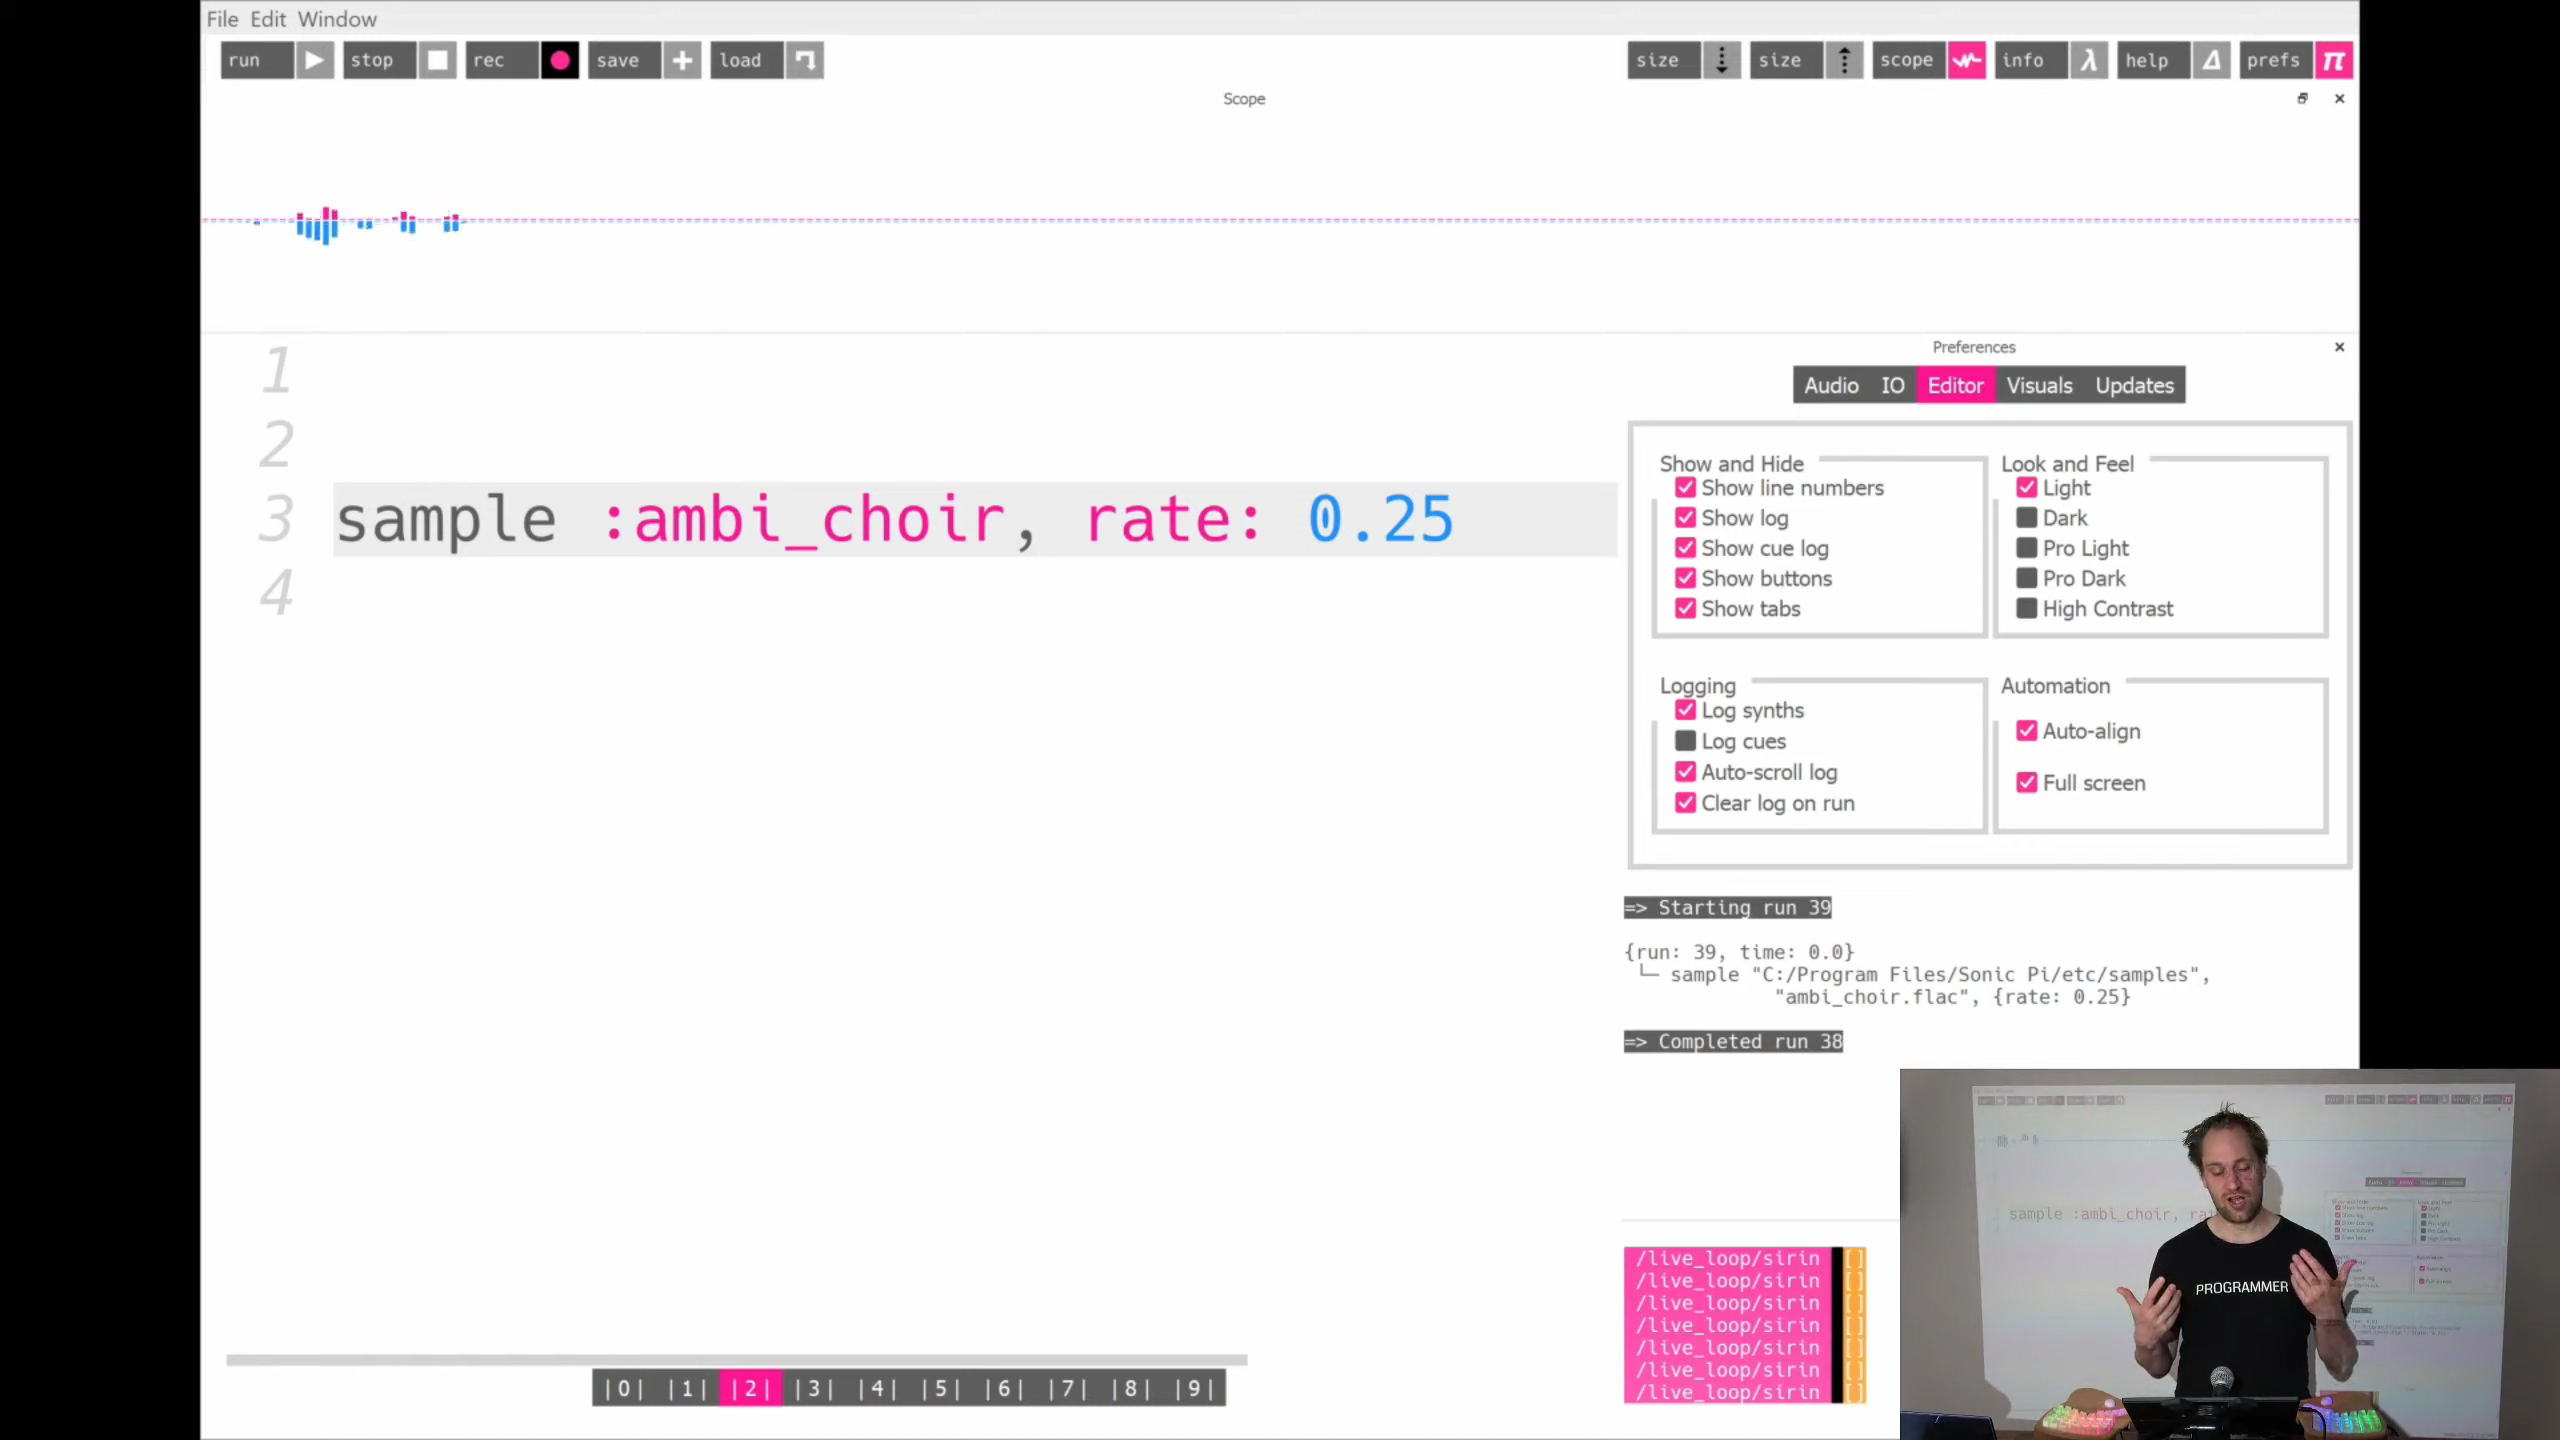 File Edit Window
run stop rec save load size size scope info help prefs
Scope
1
2
3 sample :ambi_choir, rate: 0.25
4
Preferences
Audio IO Editor Visuals Updates
Show and Hide
Show line numbers
Show log
Show cue log
Show buttons
Show tabs
Look and Feel
Light
Dark
Pro Light
Pro Dark
High Contrast
Logging
Log synths
Log cues
Auto-scroll log
Clear log on run
Automation
Auto-align
Full screen
=> Starting run 39
{run: 39, time: 0.0}
└─ sample "C:/Program Files/Sonic Pi/etc/samples",
"ambi_choir.flac", {rate: 0.25}
=> Completed run 38
/live_loop/sirin []
/live_loop/sirin []
/live_loop/sirin []
/live_loop/sirin []
/live_loop/sirin []
/live_loop/sirin []
/live_loop/sirin []
|0| |1| |2| |3| |4| |5| |6| |7| |8| |9|
sample :ambi_choir, ra
PROGRAMMER